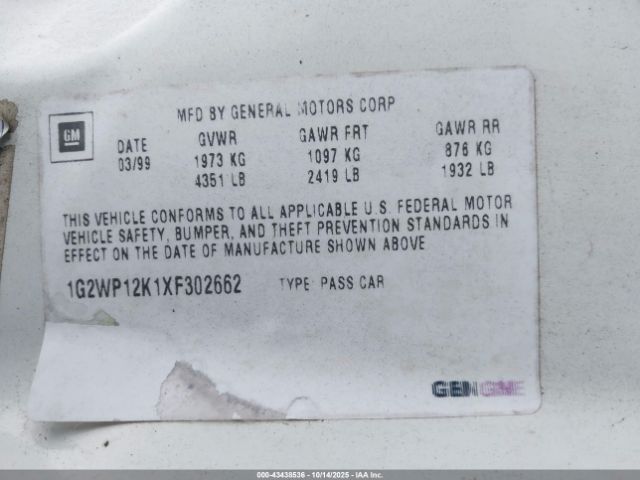 MFD BY GENERAL MOTORS CORP
GM
DATE GVWR GAWR FRT GAWR RR
03/99 1973 KG 1097 KG 876 KG
4351 LB 2419 LB 1932 LB
THIS VEHICLE CONFORMS TO ALL APPLICABLE U.S. FEDERAL MOTOR
VEHICLE SAFETY, BUMPER, AND THEFT PREVENTION STANDARDS IN
EFFECT ON THE DATE OF MANUFACTURE SHOWN ABOVE
1G2WP12K1XF302662 TYPE: PASS CAR
000-43438536 - 10/14/2025 - IAA Inc.